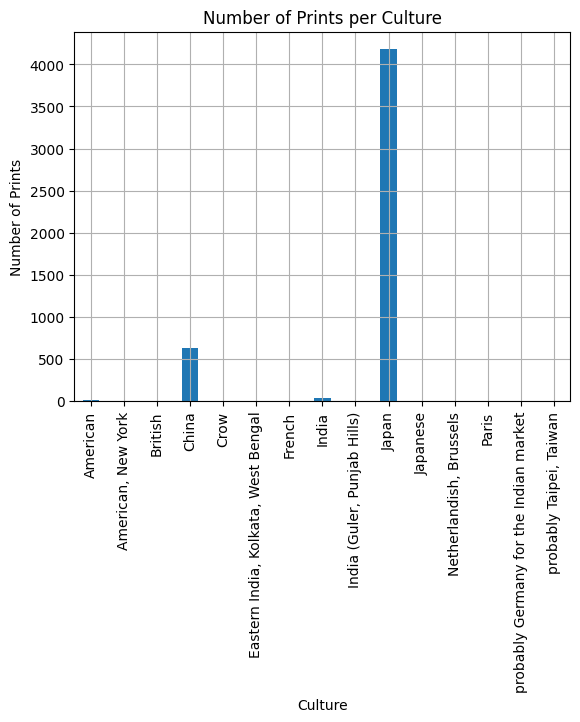 Number of Prints per Culture
Number of Prints
4000
3500
3000
2500
2000
1500
1000
500
0
American
American, New York
British
China
Crow
Eastern India, Kolkata, West Bengal
French
India
India (Guler, Punjab Hills)
Japan
Japanese
Netherlandish, Brussels
Paris
probably Germany for the Indian market
probably Taipei, Taiwan
Culture